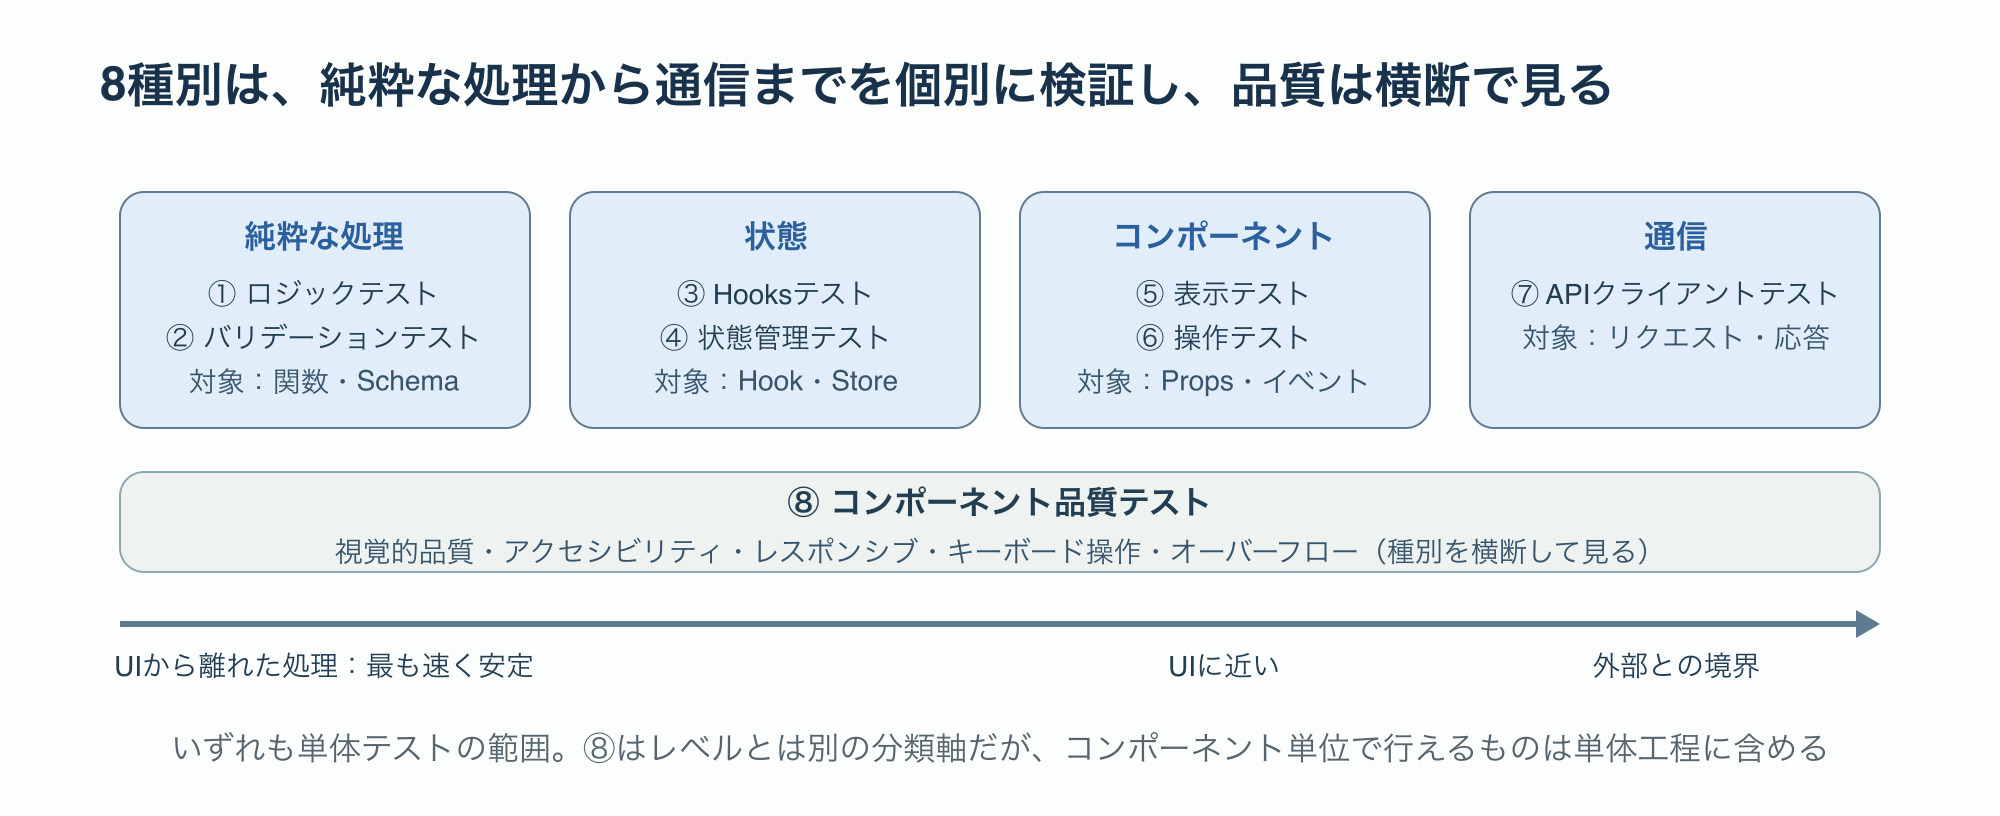 8種別は、純粋な処理から通信までを個別に検証し、品質は横断で見る
純粋な処理
① ロジックテスト
② バリデーションテスト
対象：関数・Schema
状態
③ Hooksテスト
④ 状態管理テスト
対象：Hook・Store
コンポーネント
⑤ 表示テスト
⑥ 操作テスト
対象：Props・イベント
通信
⑦ APIクライアントテスト
対象：リクエスト・応答
⑧ コンポーネント品質テスト
視覚的品質・アクセシビリティ・レスポンシブ・キーボード操作・オーバーフロー（種別を横断して見る）
UIから離れた処理：最も速く安定
UIに近い
外部との境界
いずれも単体テストの範囲。⑧はレベルとは別の分類軸だが、コンポーネント単位で行えるものは単体工程に含める